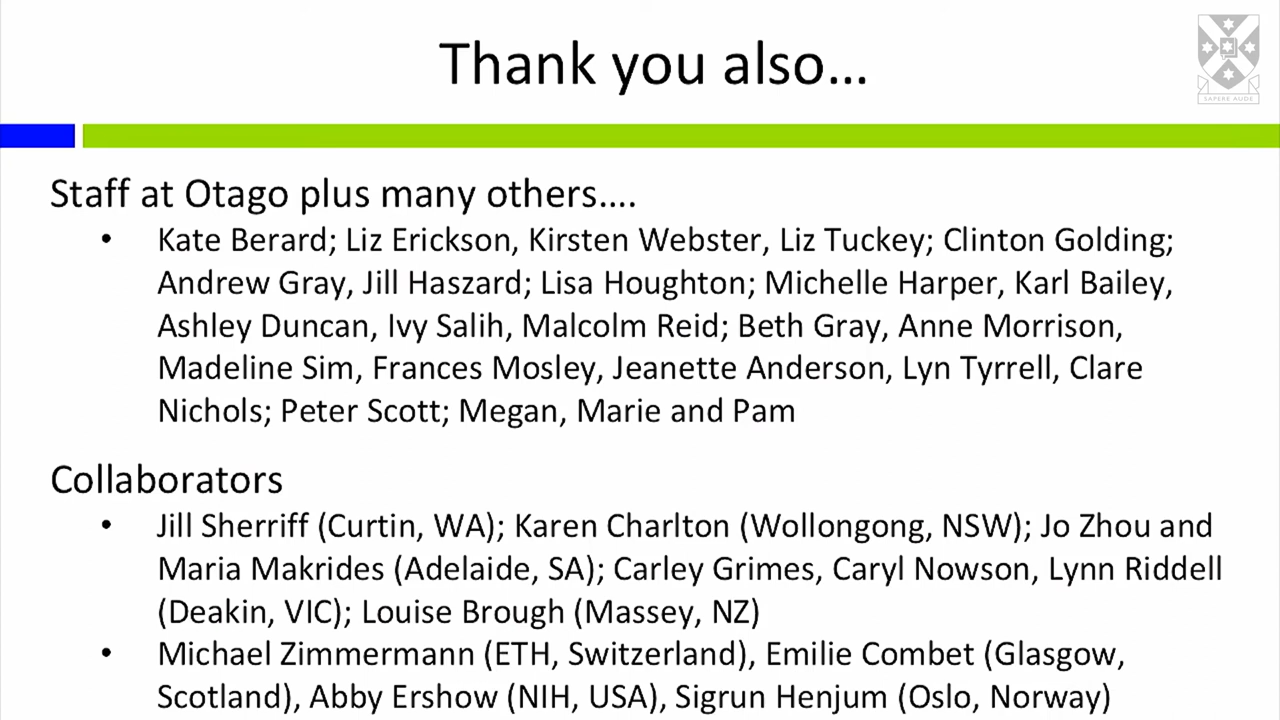 Thank you also...
SAPERE AUDE
Staff at Otago plus many others....
• Kate Berard; Liz Erickson, Kirsten Webster, Liz Tuckey; Clinton Golding;
Andrew Gray, Jill Haszard; Lisa Houghton; Michelle Harper, Karl Bailey,
Ashley Duncan, Ivy Salih, Malcolm Reid; Beth Gray, Anne Morrison,
Madeline Sim, Frances Mosley, Jeanette Anderson, Lyn Tyrrell, Clare
Nichols; Peter Scott; Megan, Marie and Pam
Collaborators
• Jill Sherriff (Curtin, WA); Karen Charlton (Wollongong, NSW); Jo Zhou and
Maria Makrides (Adelaide, SA); Carley Grimes, Caryl Nowson, Lynn Riddell
(Deakin, VIC); Louise Brough (Massey, NZ)
• Michael Zimmermann (ETH, Switzerland), Emilie Combet (Glasgow,
Scotland), Abby Ershow (NIH, USA), Sigrun Henjum (Oslo, Norway)